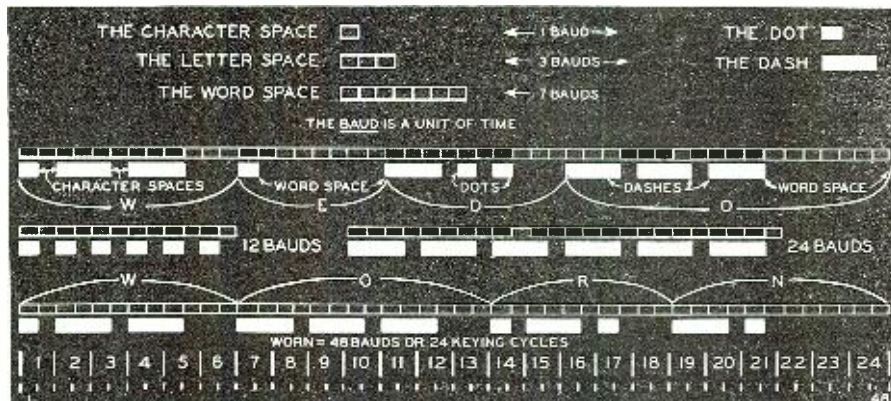 THE CHARACTER SPACE 1 BAUD THE DOT
THE LETTER SPACE 3 BAUDS THE DASH
THE WORD SPACE 7 BAUDS
THE BAUD IS A UNIT OF TIME
CHARACTER SPACES WORD SPACE DOTS DASHES WORD SPACE
W E D O
12 BAUDS 24 BAUDS
W O R N
WORN = 48 BAUDS OR 24 KEYING CYCLES
1 2 3 4 5 6 7 8 9 10 11 12 13 14 15 16 17 18 19 20 21 22 23 24
1 48